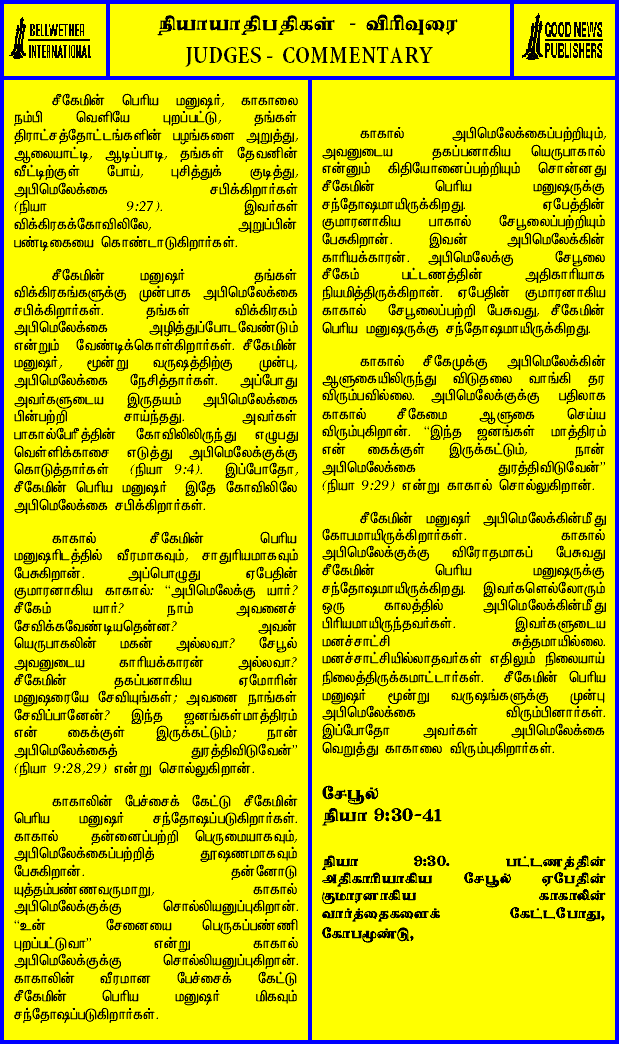 BELLWETHER
INTERNATIONAL
நியாயாதிபதிகள் - விரிவுரை
JUDGES - COMMENTARY
GOOD NEWS
PUBLISHERS
சீகேமின் பெரிய மனுஷர், காகாலை
நம்பி வெளியே புறப்பட்டு, தங்கள்
திராட்சத்தோட்டங்களின் பழங்களை அறுத்து,
ஆலையாட்டி, ஆடிப்பாடி, தங்கள் தேவனின்
வீட்டிற்குள் போய், புசித்துக் குடித்து,
அபிமெலேக்கை சபிக்கிறார்கள்
(நியா 9:27). இவர்கள்
விக்கிரகக்கோவிலிலே, அறுப்பின்
பண்டிகையை கொண்டாடுகிறார்கள்.
சீகேமின் மனுஷர் தங்கள்
விக்கிரகங்களுக்கு முன்பாக அபிமெலேக்கை
சபிக்கிறார்கள். தங்கள் விக்கிரகம்
அபிமெலேக்கை அழித்துப்போடவேண்டும்
என்றும் வேண்டிக்கொள்கிறார்கள். சீகேமின்
மனுஷர், மூன்று வருஷத்திற்கு முன்பு,
அபிமெலேக்கை நேசித்தார்கள். அப்போது
அவர்களுடைய இருதயம் அபிமெலேக்கை
பின்பற்றி சாய்ந்தது. அவர்கள்
பாகால்பேரீத்தின் கோவிலிலிருந்து எழுபது
வெள்ளிக்காசை எடுத்து அபிமெலேக்குக்கு
கொடுத்தார்கள் (நியா 9:4). இப்போதோ,
சீகேமின் பெரிய மனுஷர் இதே கோவிலிலே
அபிமெலேக்கை சபிக்கிறார்கள்.
காகால் சீகேமின் பெரிய
மனுஷரிடத்தில் வீரமாகவும், சாதுரியமாகவும்
பேசுகிறான். அப்பொழுது ஏபேதின்
குமாரனாகிய காகால்: “அபிமெலேக்கு யார்?
சீகேம் யார்? நாம் அவனைச்
சேவிக்கவேண்டியதென்ன? அவன்
யெருபாகலின் மகன் அல்லவா? சேபூல்
அவனுடைய காரியக்காரன் அல்லவா?
சீகேமின் தகப்பனாகிய ஏமோரின்
மனுஷரையே சேவியுங்கள்; அவனை நாங்கள்
சேவிப்பானேன்? இந்த ஜனங்கள்மாத்திரம்
என் கைக்குள் இருக்கட்டும்; நான்
அபிமெலேக்கைத் துரத்திவிடுவேன்”
(நியா 9:28,29) என்று சொல்லுகிறான்.
காகாலின் பேச்சைக் கேட்டு சீகேமின்
பெரிய மனுஷர் சந்தோஷப்படுகிறார்கள்.
காகால் தன்னைப்பற்றி பெருமையாகவும்,
அபிமெலேக்கைப்பற்றித் தூஷணமாகவும்
பேசுகிறான். தன்னோடு
யுத்தம்பண்ணவருமாறு, காகால்
அபிமெலேக்குக்கு சொல்லியனுப்புகிறான்.
“உன் சேனையை பெருகப்பண்ணி
புறப்பட்டுவா” என்று காகால்
அபிமெலேக்குக்கு சொல்லியனுப்புகிறான்.
காகாலின் வீரமான பேச்சைக் கேட்டு
சீகேமின் பெரிய மனுஷர் மிகவும்
சந்தோஷப்படுகிறார்கள்.
காகால் அபிமெலேக்கைப்பற்றியும்,
அவனுடைய தகப்பனாகிய யெருபாகால்
என்னும் கிதியோனைப்பற்றியும் சொன்னது
சீகேமின் பெரிய மனுஷருக்கு
சந்தோஷமாயிருக்கிறது. ஏபேத்தின்
குமாரனாகிய பாகால் சேபூலைப்பற்றியும்
பேசுகிறான். இவன் அபிமெலேக்கின்
காரியக்காரன். அபிமெலேக்கு சேபூலை
சீகேம் பட்டணத்தின் அதிகாரியாக
நியமித்திருக்கிறான். ஏபேதின் குமாரனாகிய
காகால் சேபூலைப்பற்றி பேசுவது, சீகேமின்
பெரிய மனுஷருக்கு சந்தோஷமாயிருக்கிறது.
காகால் சீகேமுக்கு அபிமெலேக்கின்
ஆளுகையிலிருந்து விடுதலை வாங்கி தர
விரும்பவில்லை. அபிமெலேக்குக்கு பதிலாக
காகால் சீகேமை ஆளுகை செய்ய
விரும்புகிறான். “இந்த ஜனங்கள் மாத்திரம்
என் கைக்குள் இருக்கட்டும், நான்
அபிமெலேக்கை துரத்திவிடுவேன்”
(நியா 9:29) என்று காகால் சொல்லுகிறான்.
சீகேமின் மனுஷர் அபிமெலேக்கின்மீது
கோபமாயிருக்கிறார்கள். காகால்
அபிமெலேக்குக்கு விரோதமாகப் பேசுவது
சீகேமின் பெரிய மனுஷருக்கு
சந்தோஷமாயிருக்கிறது. இவர்களெல்லோரும்
ஒரு காலத்தில் அபிமெலேக்கின்மீது
பிரியமாயிருந்தவர்கள். இவர்களுடைய
மனச்சாட்சி சுத்தமாயில்லை.
மனச்சாட்சியில்லாதவர்கள் எதிலும் நிலையாய்
நிலைத்திருக்கமாட்டார்கள். சீகேமின் பெரிய
மனுஷர் மூன்று வருஷங்களுக்கு முன்பு
அபிமெலேக்கை விரும்பினார்கள்.
இப்போதோ அவர்கள் அபிமெலேக்கை
வெறுத்து காகாலை விரும்புகிறார்கள்.
சேபூல்
நியா 9:30-41
நியா 9:30. பட்டணத்தின்
அதிகாரியாகிய சேபூல் ஏபேதின்
குமாரனாகிய காகாலின்
வார்த்தைகளைக் கேட்டபோது,
கோபமூண்டு,